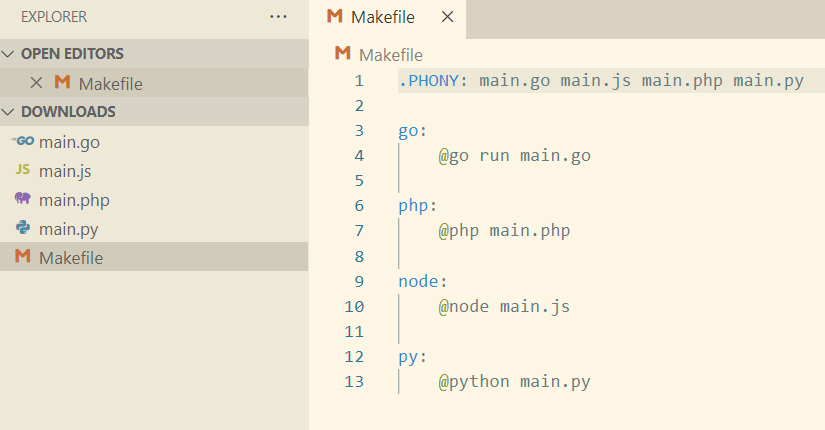 EXPLORER ...
OPEN EDITORS
M Makefile
DOWNLOADS
GO main.go
JS main.js
main.php
main.py
M Makefile
M Makefile
M Makefile
1 .PHONY: main.go main.js main.php main.py
2
3 go:
4 @go run main.go
5
6 php:
7 @php main.php
8
9 node:
10 @node main.js
11
12 py:
13 @python main.py